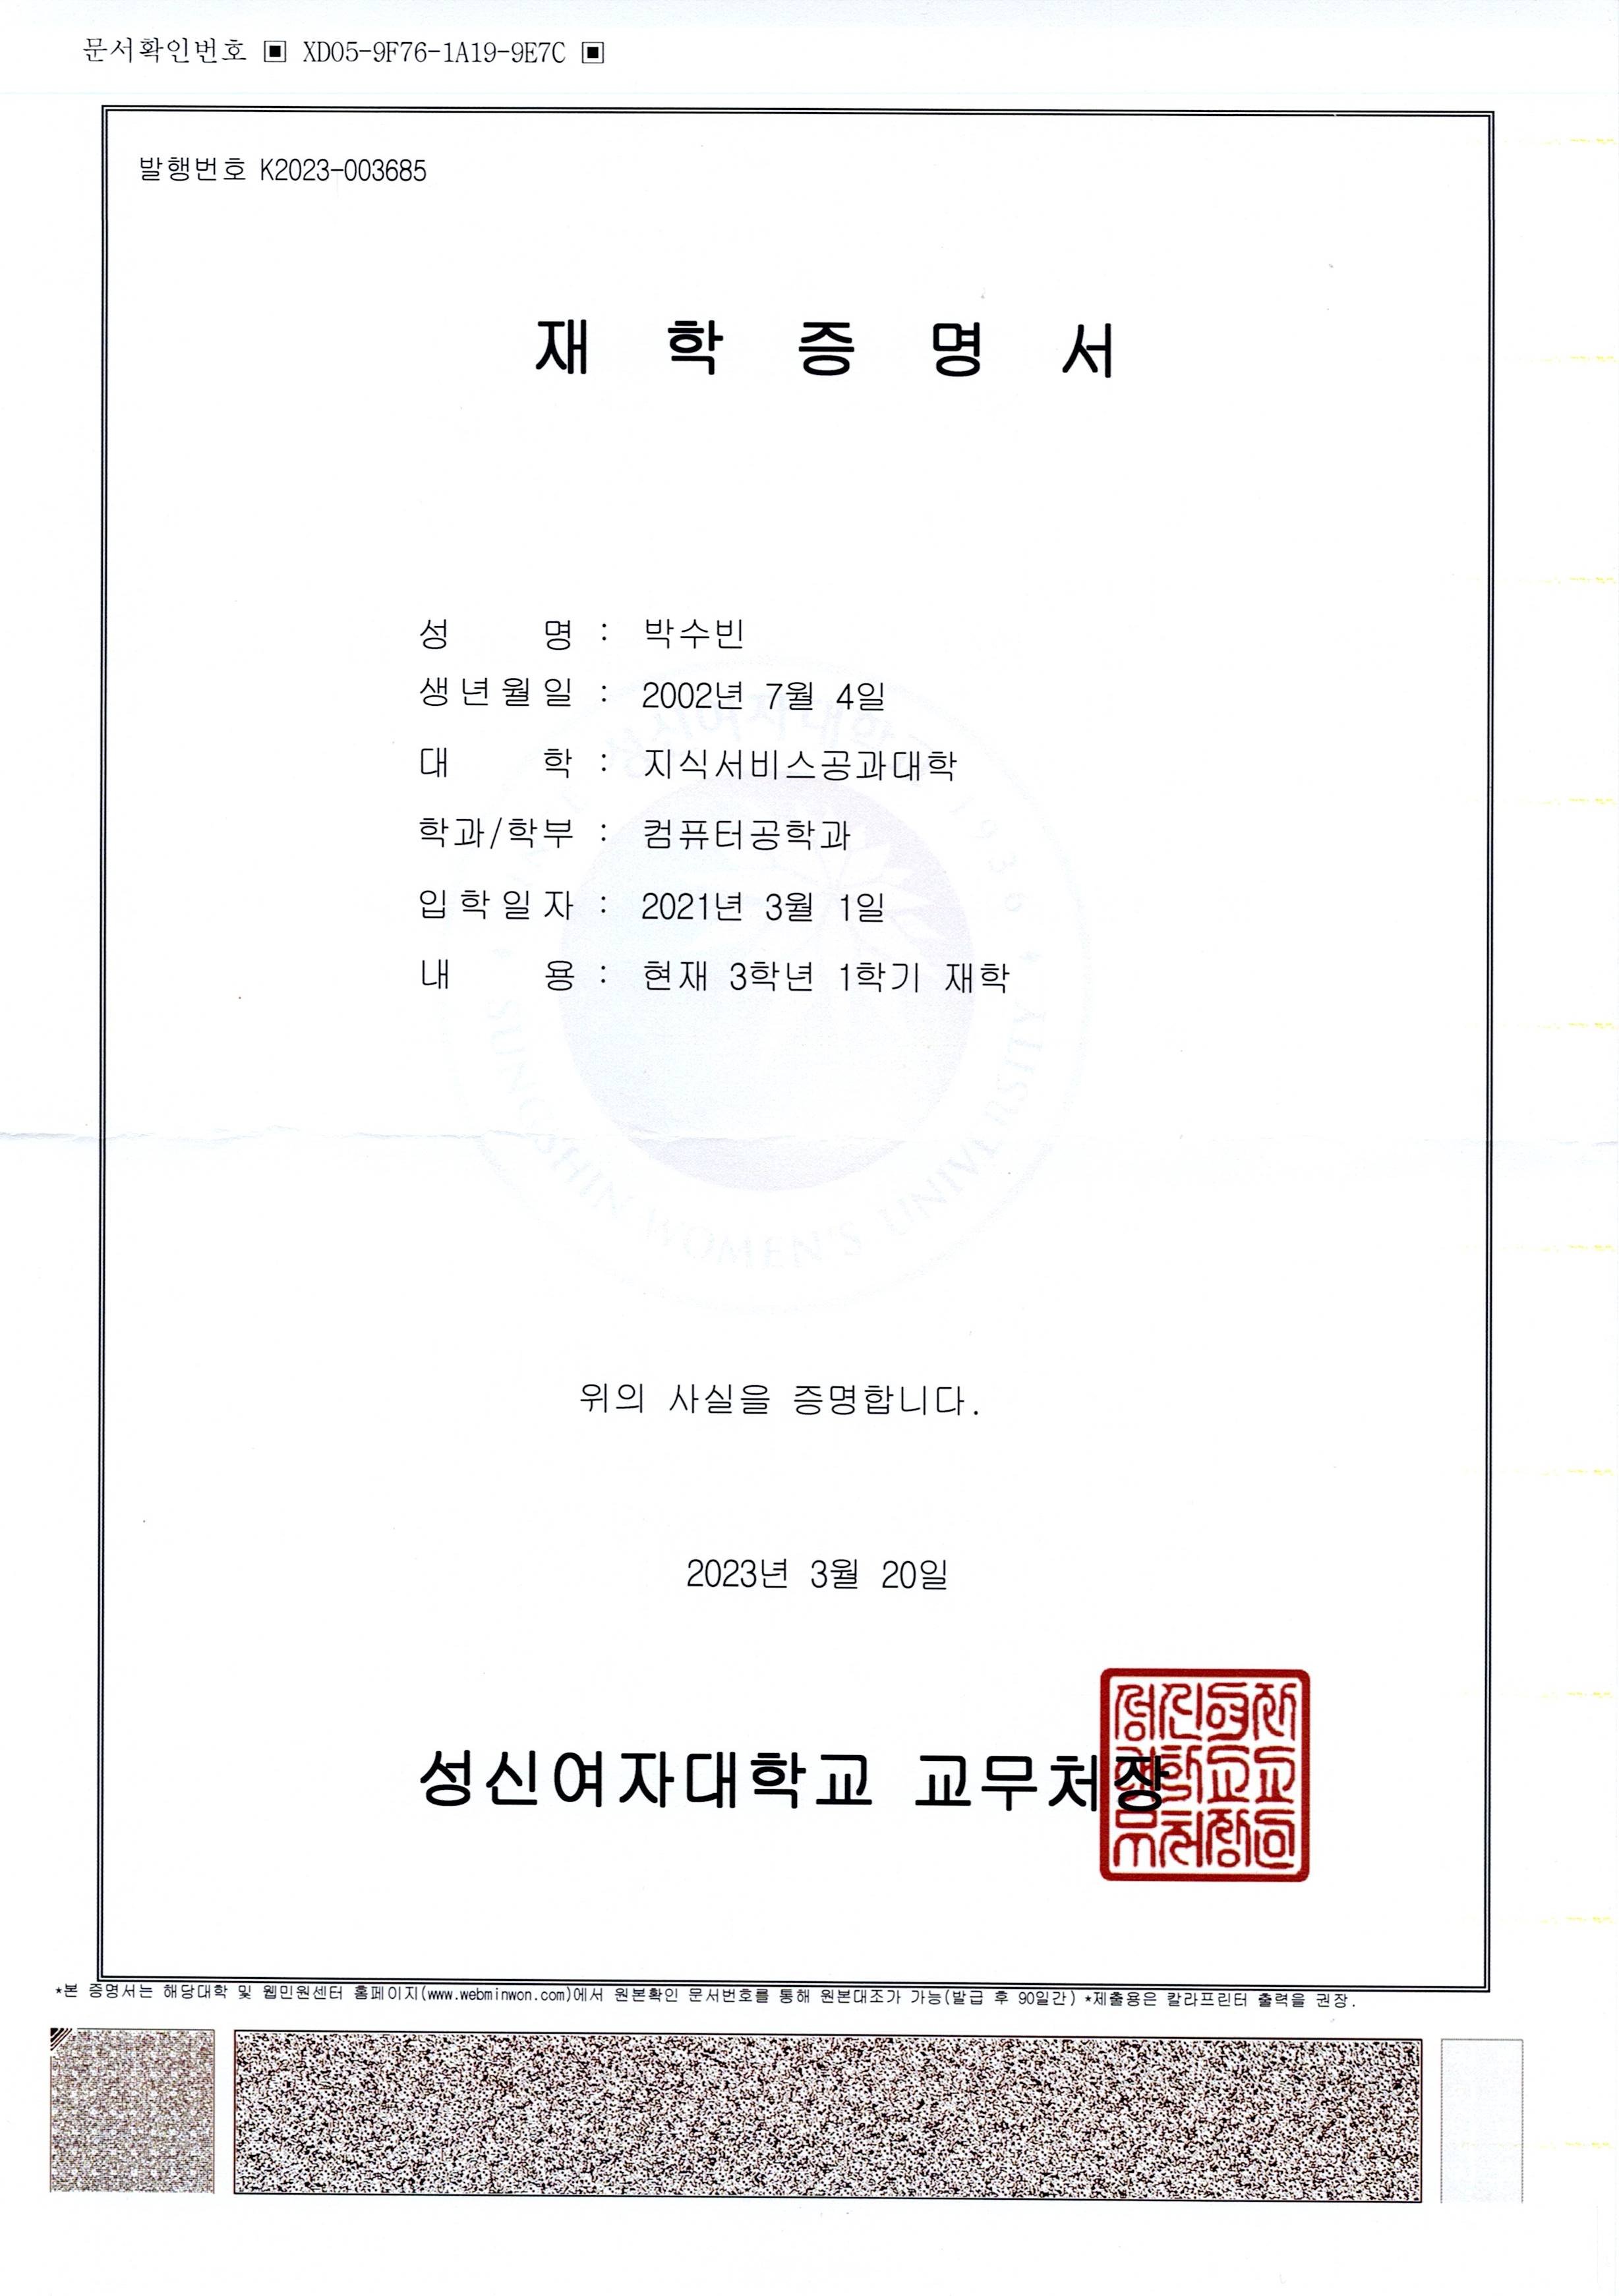 문서확인번호 ▣ XD05-9F76-1A19-9E7C ▣
발행번호 K2023-003685
재 학 증 명 서
성 명 : 박수빈
생년월일 : 2002년 7월 4일
대 학 : 지식서비스공과대학
학과/학부 : 컴퓨터공학과
입학일자 : 2021년 3월 1일
내 용 : 현재 3학년 1학기 재학
성신여자대학교 1936
SUNGSHIN WOMEN'S UNIVERSITY
위의 사실을 증명합니다.
2023년 3월 20일
성신여자대학교 교무처장
*본 증명서는 해당대학 및 웹민원센터 홈페이지(www.webminwon.com)에서 원본확인 문서번호를 통해 원본대조가 가능(발급 후 90일간) *제출용은 칼라프린터 출력을 권장.